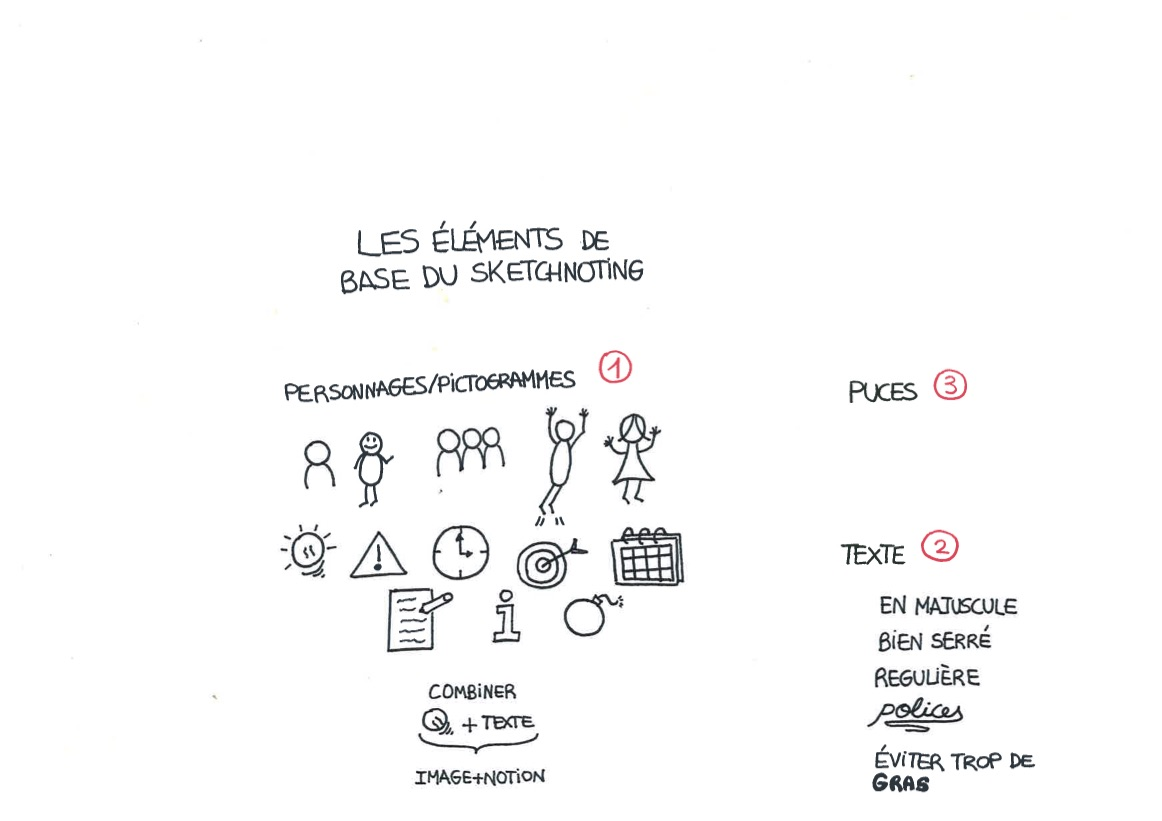 LES ÉLÉMENTS DE
BASE DU SKETCHNOTING
PERSONNAGES/PICTOGRAMMES 1
COMBINER
+ TEXTE
IMAGE+NOTION
PUCES 3
TEXTE 2
EN MAJUSCULE
BIEN SERRÉ
REGULIÈRE
polices
ÉVITER TROP DE
GRAS